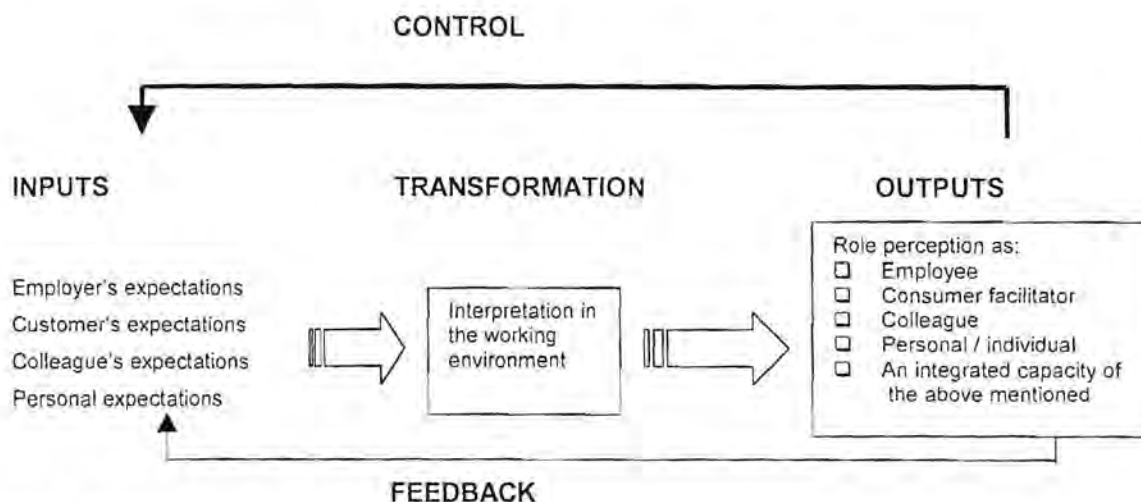 CONTROL
INPUTS
TRANSFORMATION
OUTPUTS
Employer's expectations
Customer's expectations
Colleague's expectations
Personal expectations
Interpretation in
the working
environment
Role perception as:
❑ Employee
❑ Consumer facilitator
❑ Colleague
❑ Personal / individual
❑ An integrated capacity of
the above mentioned
FEEDBACK